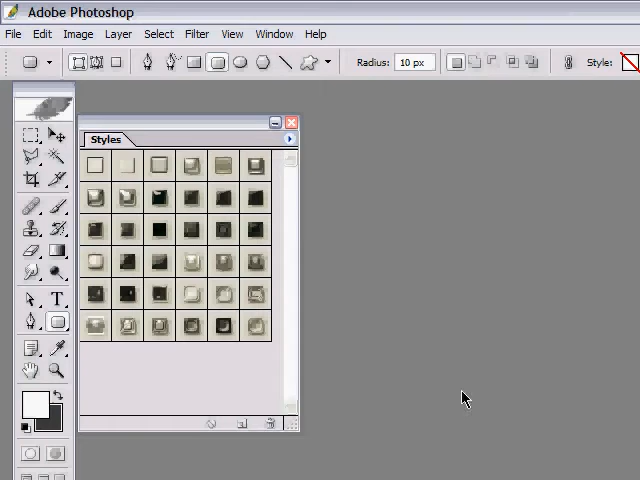 Adobe Photoshop
File Edit Image Layer Select Filter View Window Help
Radius: 10 px Style:
Styles
T